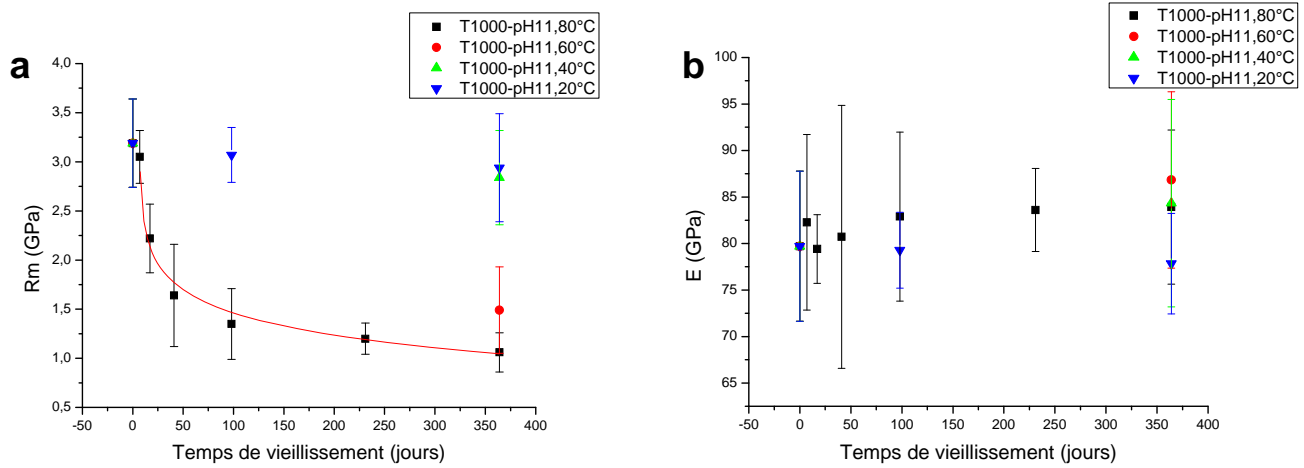 a
T1000-pH11,80°C
T1000-pH11,60°C
T1000-pH11,40°C
T1000-pH11,20°C
4,0
3,5
3,0
2,5
2,0
1,5
1,0
0,5
Rm (GPa)
-50 0 50 100 150 200 250 300 350 400
Temps de vieillissement (jours)
b
T1000-pH11,80°C
T1000-pH11,60°C
T1000-pH11,40°C
T1000-pH11,20°C
100
95
90
85
80
75
70
65
E (GPa)
-50 0 50 100 150 200 250 300 350 400
Temps de vieillissement (jours)